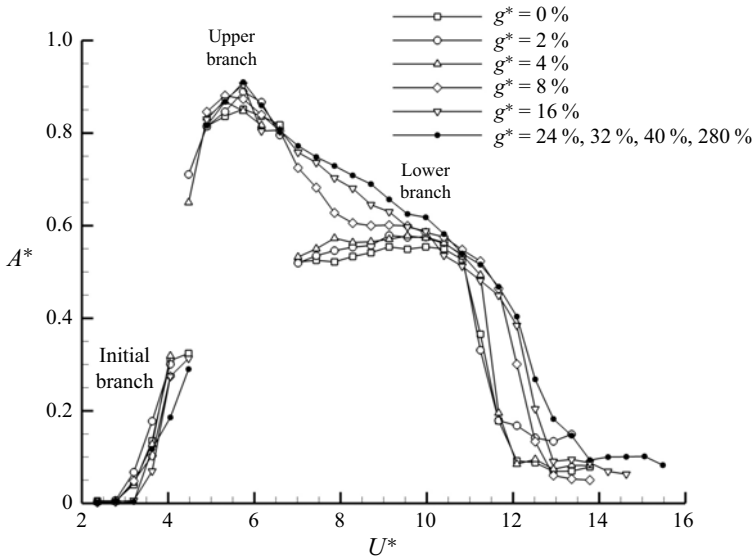 g* = 0 %
g* = 2 %
g* = 4 %
g* = 8 %
g* = 16 %
g* = 24 %, 32 %, 40 %, 280 %
Upper
branch
Lower
branch
Initial
branch
A*
1.0
0.8
0.6
0.4
0.2
0
2
4
6
8
10
12
14
16
U*